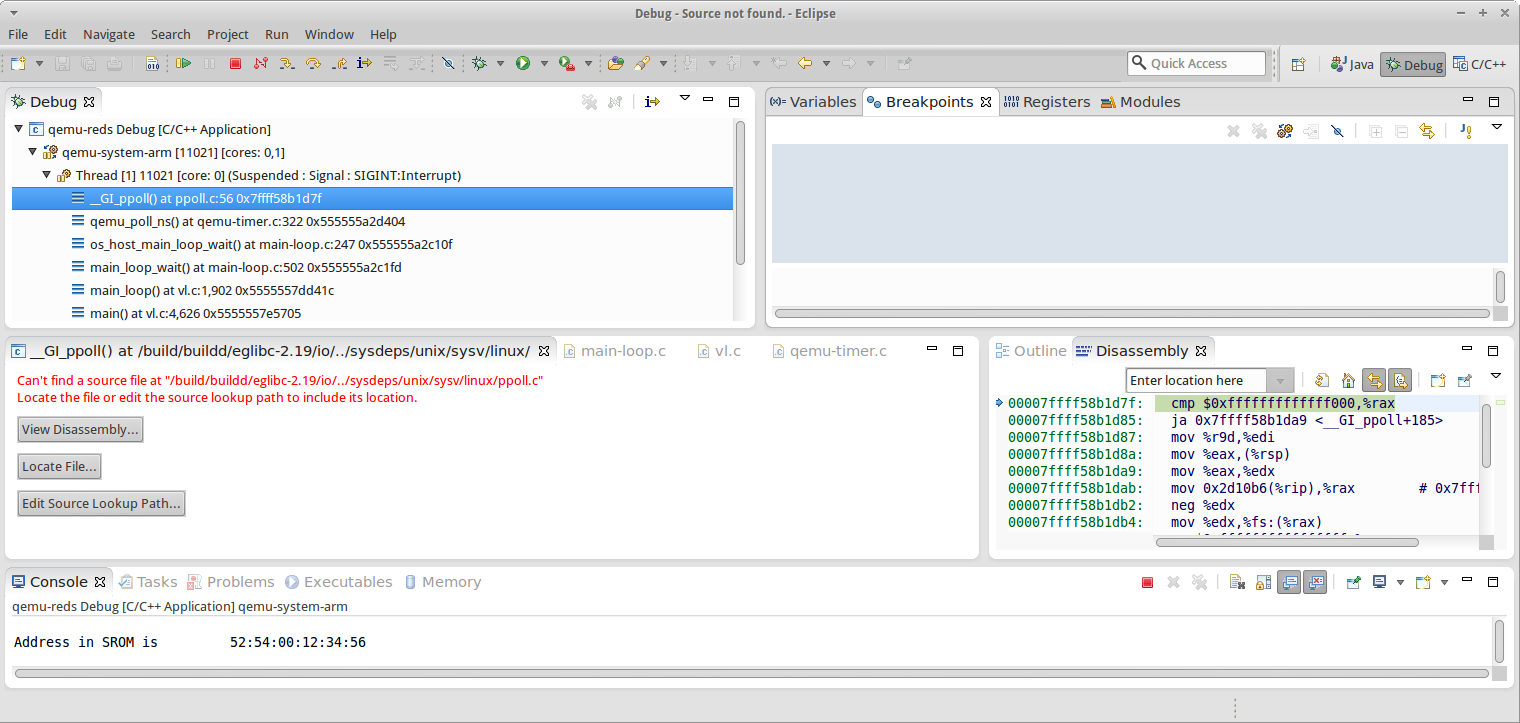 Debug - Source not found. - Eclipse
File Edit Navigate Search Project Run Window Help
Quick Access
Java Debug C/C++
Debug
qemu-reds Debug [C/C++ Application]
qemu-system-arm [11021] [cores: 0,1]
Thread [1] 11021 [core: 0] (Suspended : Signal : SIGINT:Interrupt)
__GI_ppoll() at ppoll.c:56 0x7ffff58b1d7f
qemu_poll_ns() at qemu-timer.c:322 0x555555a2d404
os_host_main_loop_wait() at main-loop.c:247 0x555555a2c10f
main_loop_wait() at main-loop.c:502 0x555555a2c1fd
main_loop() at vl.c:1,902 0x5555557dd41c
main() at vl.c:4,626 0x5555557e5705
Variables Breakpoints Registers Modules
__GI_ppoll() at /build/buildd/eglibc-2.19/io/../sysdeps/unix/sysv/linux/ main-loop.c vl.c qemu-timer.c
Can't find a source file at "/build/buildd/eglibc-2.19/io/../sysdeps/unix/sysv/linux/ppoll.c"
Locate the file or edit the source lookup path to include its location.
View Disassembly...
Locate File...
Edit Source Lookup Path...
Outline Disassembly
Enter location here
00007ffff58b1d7f: cmp $0xfffffffffffff000,%rax
00007ffff58b1d85: ja 0x7ffff58b1da9 <__GI_ppoll+185>
00007ffff58b1d87: mov %r9d,%edi
00007ffff58b1d8a: mov %eax,(%rsp)
00007ffff58b1da9: mov %eax,%edx
00007ffff58b1dab: mov 0x2d10b6(%rip),%rax # 0x7fff
00007ffff58b1db2: neg %edx
00007ffff58b1db4: mov %edx,%fs:(%rax)
Console Tasks Problems Executables Memory
qemu-reds Debug [C/C++ Application] qemu-system-arm
Address in SROM is 52:54:00:12:34:56